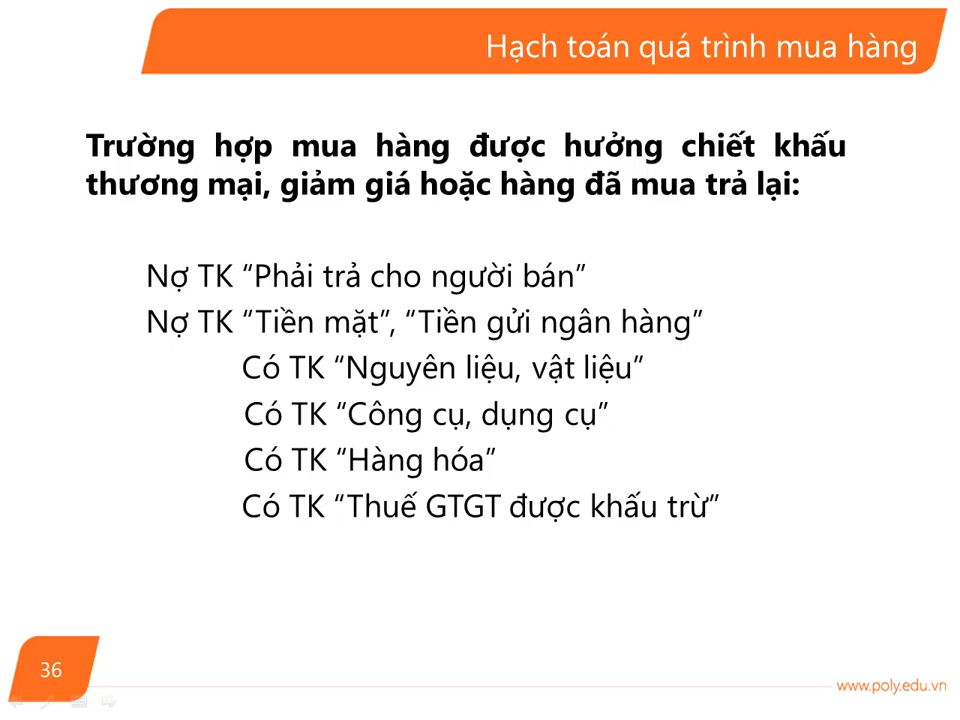 Hạch toán quá trình mua hàng
Trường hợp mua hàng được hưởng chiết khấu
thương mại, giảm giá hoặc hàng đã mua trả lại:
Nợ TK “Phải trả cho người bán”
Nợ TK “Tiền mặt”, “Tiền gửi ngân hàng”
Có TK “Nguyên liệu, vật liệu”
Có TK “Công cụ, dụng cụ”
Có TK “Hàng hóa”
Có TK “Thuế GTGT được khấu trừ”
36
www.poly.edu.vn